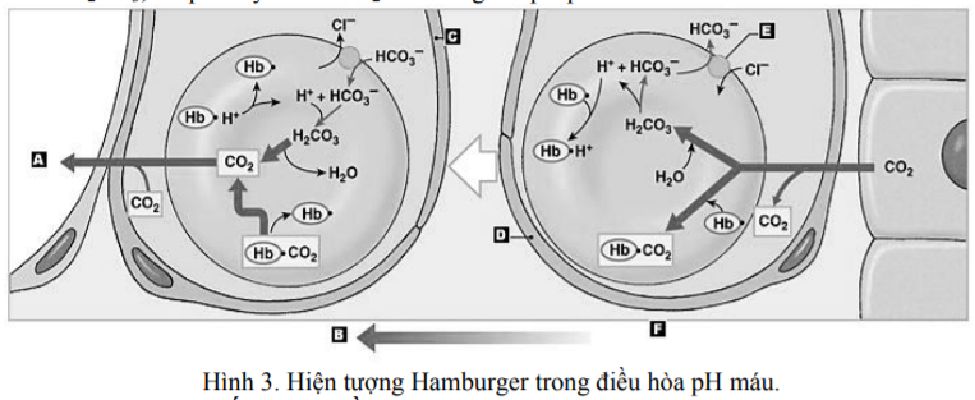 Cl⁻
C
HCO₃⁻
Hb
H⁺ + HCO₃⁻
Hb • H⁺
H₂CO₃
A
CO₂
H₂O
CO₂
Hb
Hb • CO₂
HCO₃⁻
E
H⁺ + HCO₃⁻
Cl⁻
Hb
H₂CO₃
Hb • H⁺
CO₂
H₂O
Hb
CO₂
D
Hb • CO₂
B
F
Hình 3. Hiện tượng Hamburger trong điều hòa pH máu.